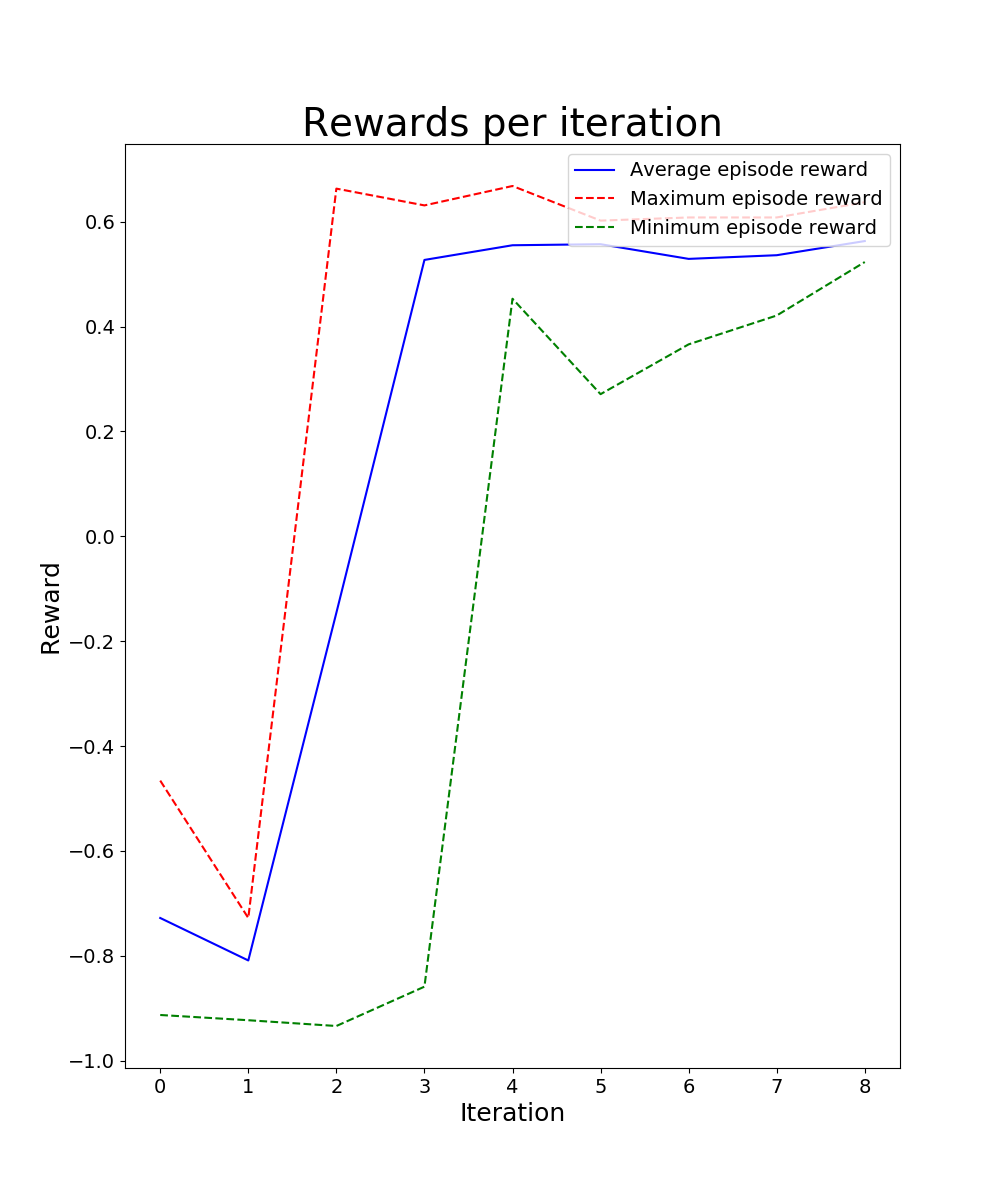 Rewards per iteration
Average episode reward
Maximum episode reward
Minimum episode reward
0.6
0.4
0.2
0.0
−0.2
−0.4
−0.6
−0.8
−1.0
Reward
0 1 2 3 4 5 6 7 8
Iteration